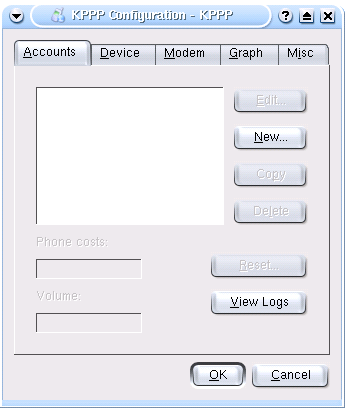 KPPP Configuration - KPPP
Accounts Device Modem Graph Misc
Edit...
New...
Copy
Delete
Phone costs:
Reset...
Volume:
View Logs
OK Cancel